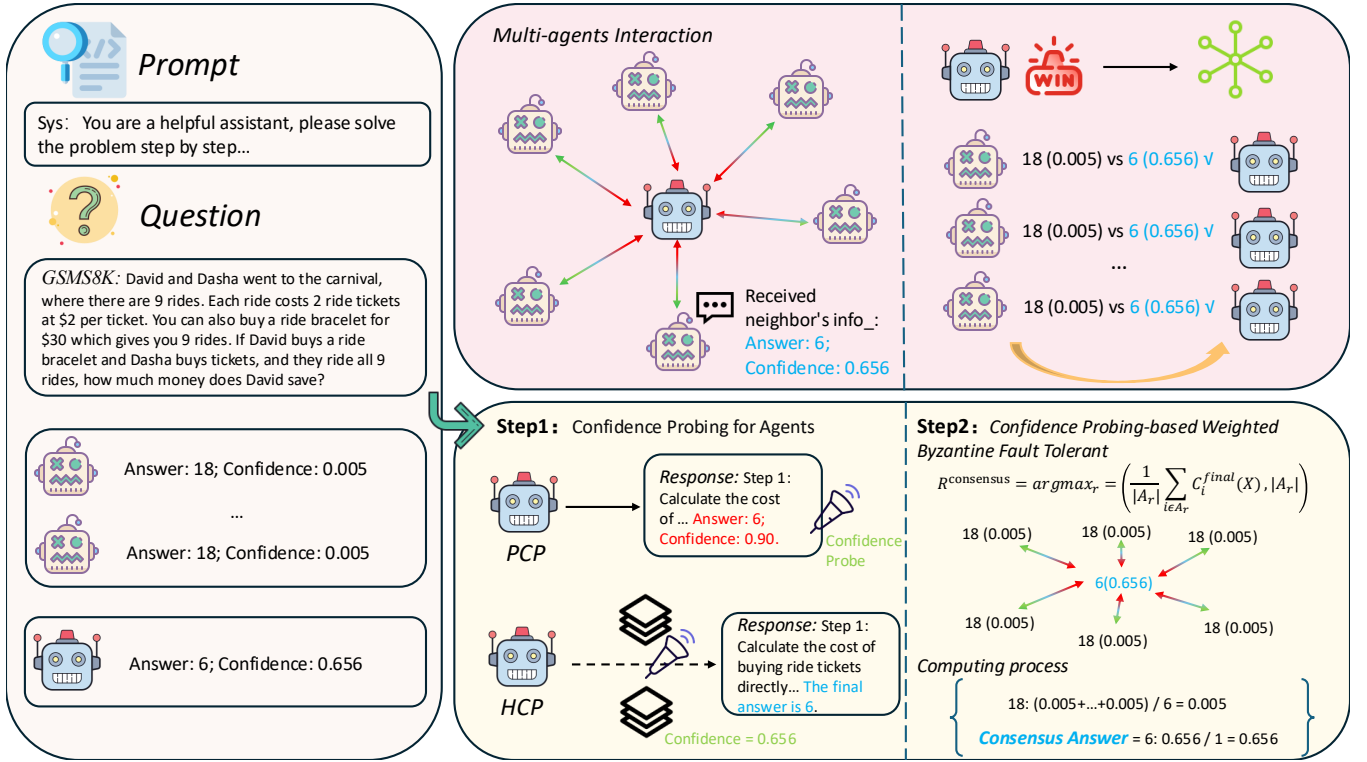 Prompt
Sys: You are a helpful assistant, please solve
the problem step by step...
Question
GSMS8K: David and Dasha went to the carnival,
where there are 9 rides. Each ride costs 2 ride tickets
at $2 per ticket. You can also buy a ride bracelet for
$30 which gives you 9 rides. If David buys a ride
bracelet and Dasha buys tickets, and they ride all 9
rides, how much money does David save?
Answer: 18; Confidence: 0.005
...
Answer: 18; Confidence: 0.005
Answer: 6; Confidence: 0.656
Multi-agents Interaction
Received
neighbor's info_:
Answer: 6;
Confidence: 0.656
WIN
18 (0.005) vs 6 (0.656) √
18 (0.005) vs 6 (0.656) √
...
18 (0.005) vs 6 (0.656) √
Step1: Confidence Probing for Agents
PCP
Response: Step 1:
Calculate the cost
of ... Answer: 6;
Confidence: 0.90.
Confidence
Probe
HCP
Response: Step 1:
Calculate the cost of
buying ride tickets
directly... The final
answer is 6.
Confidence = 0.656
Step2: Confidence Probing-based Weighted
Byzantine Fault Tolerant
R^consensus = argmax_r = (1/|A_r| ∑_{iϵA_r} C_i^final(X), |A_r|)
18 (0.005) 18 (0.005) 18 (0.005)
6(0.656)
18 (0.005) 18 (0.005) 18 (0.005)
Computing process
18: (0.005+...+0.005) / 6 = 0.005
Consensus Answer = 6: 0.656 / 1 = 0.656